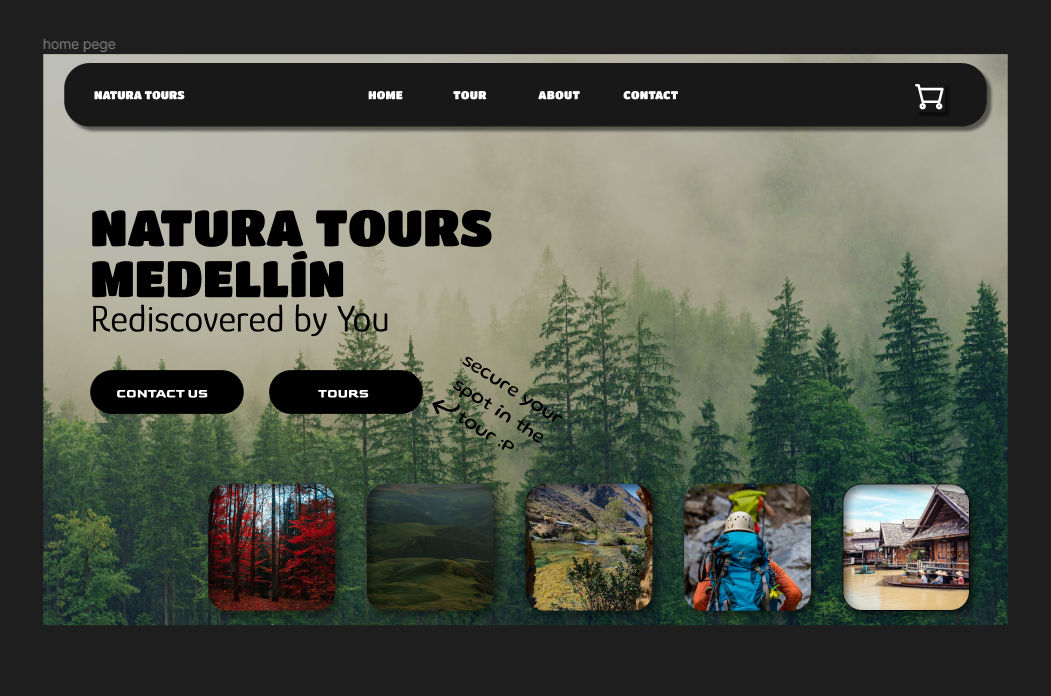 home pege
NATURA TOURS
HOME
TOUR
ABOUT
CONTACT
NATURA TOURS
MEDELLÍN
Rediscovered by You
CONTACT US
TOURS
secure your
spot in the
tour :P